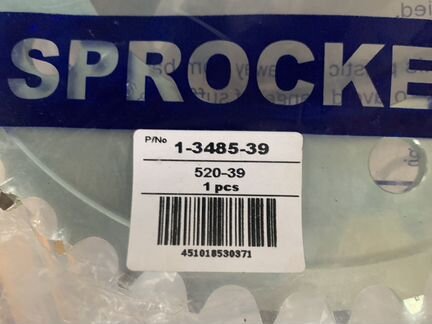 SPROCKE
P/No 1-3485-39
520-39
1 pcs
451018530371